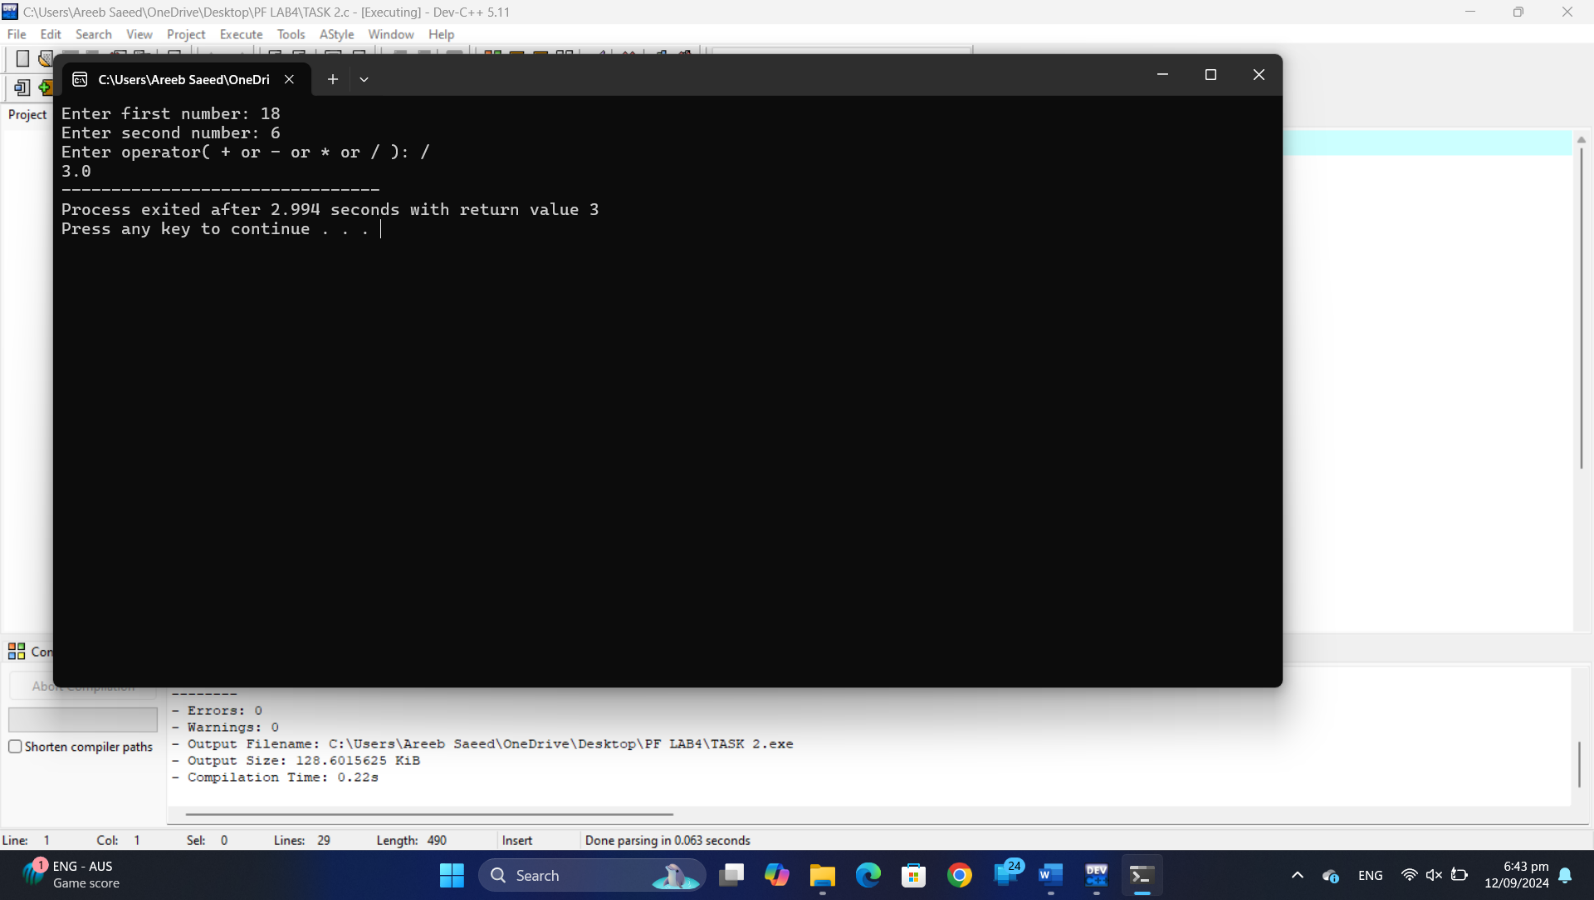 C:\Users\Areeb Saeed\OneDrive\Desktop\PF LAB4\TASK 2.c - [Executing] - Dev-C++ 5.11
File Edit Search View Project Execute Tools AStyle Window Help
C:\Users\Areeb Saeed\OneDri
Project
Enter first number: 18
Enter second number: 6
Enter operator( + or - or * or / ): /
3.0
--------------------------------
Process exited after 2.994 seconds with return value 3
Press any key to continue . . .
Con
--------
- Errors: 0
- Warnings: 0
Shorten compiler paths
- Output Filename: C:\Users\Areeb Saeed\OneDrive\Desktop\PF LAB4\TASK 2.exe
- Output Size: 128.6015625 KiB
- Compilation Time: 0.22s
Line: 1 Col: 1 Sel: 0 Lines: 29 Length: 490 Insert Done parsing in 0.063 seconds
1
ENG - AUS
Game score
Search
24
W
DEV
ENG
6:43 pm
12/09/2024